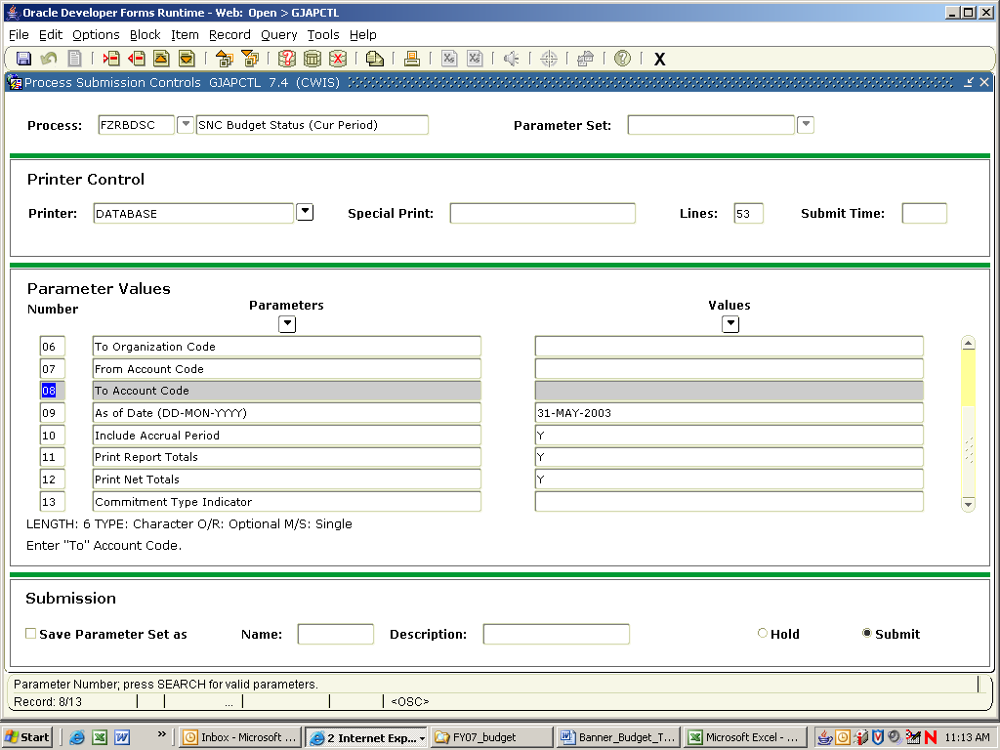 Oracle Developer Forms Runtime - Web: Open > GJAPCTL
File Edit Options Block Item Record Query Tools Help
Process Submission Controls GJAPCTL 7.4 (CWIS)
Process: FZRBDSC SNC Budget Status (Cur Period) Parameter Set:
Printer Control
Printer: DATABASE Special Print: Lines: 53 Submit Time:
Parameter Values
Number Parameters Values
06 To Organization Code
07 From Account Code
08 To Account Code
09 As of Date (DD-MON-YYYY) 31-MAY-2003
10 Include Accrual Period Y
11 Print Report Totals Y
12 Print Net Totals Y
13 Commitment Type Indicator
LENGTH: 6 TYPE: Character O/R: Optional M/S: Single
Enter "To" Account Code.
Submission
Save Parameter Set as Name: Description: Hold Submit
Parameter Number; press SEARCH for valid parameters.
Record: 8/13 ... <OSC>
Start » Inbox - Microsoft ... 2 Internet Exp... FY07_budget Banner_Budget_T... Microsoft Excel - ... 11:13 AM